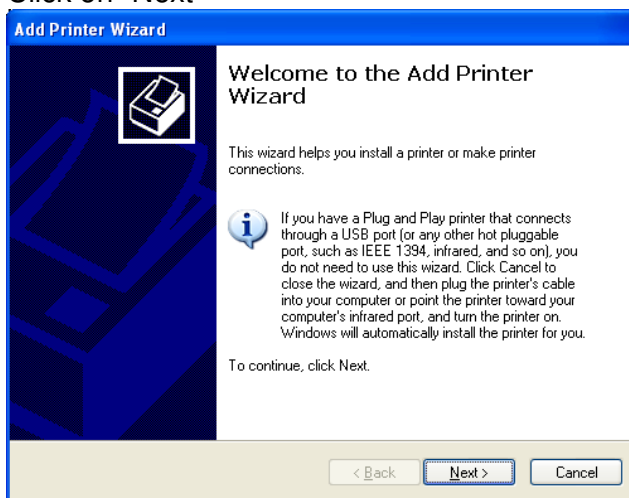 Click on "Next"
Add Printer Wizard
Welcome to the Add Printer
Wizard
This wizard helps you install a printer or make printer
connections.
If you have a Plug and Play printer that connects
through a USB port (or any other hot pluggable
port, such as IEEE 1394, infrared, and so on), you
do not need to use this wizard. Click Cancel to
close the wizard, and then plug the printer's cable
into your computer or point the printer toward your
computer's infrared port, and turn the printer on.
Windows will automatically install the printer for you.
To continue, click Next.
< Back Next > Cancel